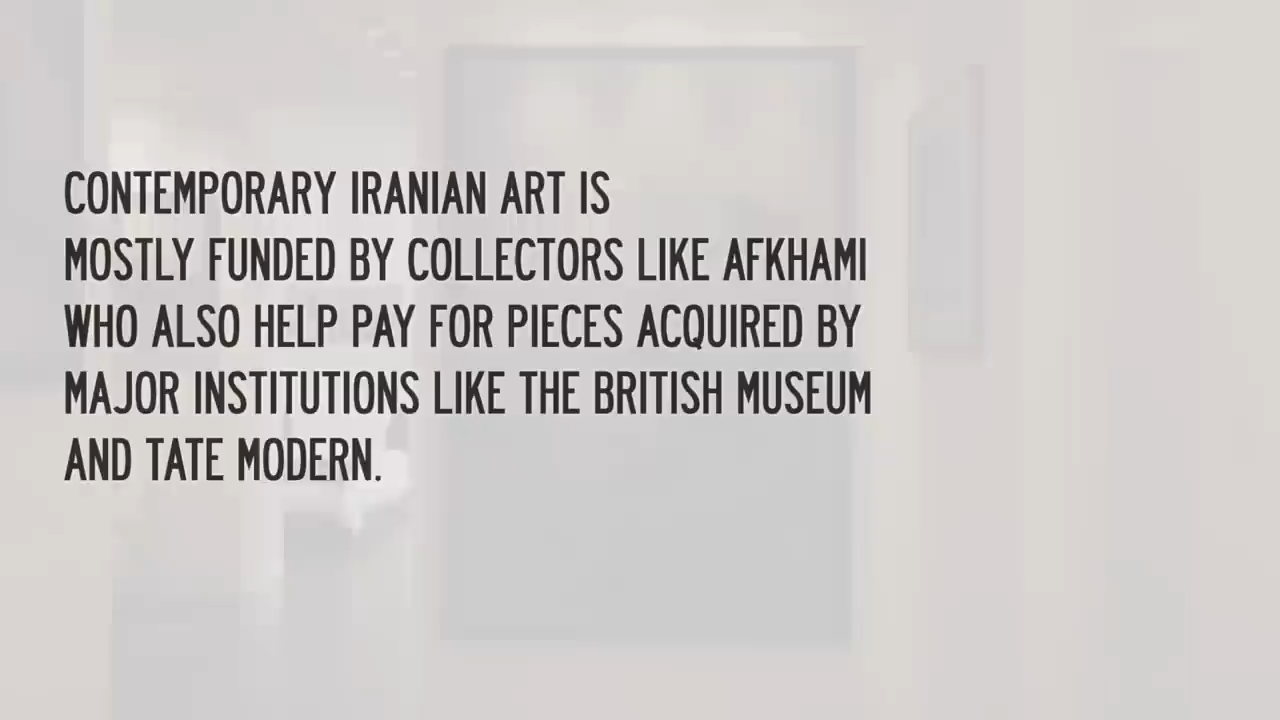 CONTEMPORARY IRANIAN ART IS
MOSTLY FUNDED BY COLLECTORS LIKE AFKHAMI
WHO ALSO HELP PAY FOR PIECES ACQUIRED BY
MAJOR INSTITUTIONS LIKE THE BRITISH MUSEUM
AND TATE MODERN.